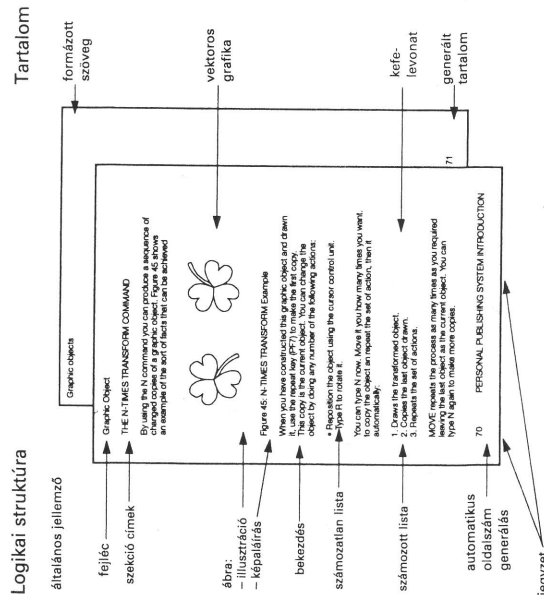 Logikai struktúra
általános jellemző
fejléc
szekció címek
ábra:
– illusztráció
– képaláírás
bekezdés
számozatlan lista
számozott lista
automatikus
oldalszám
generálás
jegyzet
Graphic objects
Graphic Object
THE N-TIMES TRANSFORM COMMAND
By using the N command you can produce a sequence of
changed copies of a graphic object. Figure 45 shows
an example of the sort of facts that can be achieved
Figure 45: N-TIMES TRANSFORM Example
When you have constructed this graphic object and drawn
it, use the repeat key (PF7) to make the first copy.
This copy is the current object. You can change the
object by doing any number of the following actions:
• Reposition the object using the cursor control unit.
Type R to rotate it.
You can type N now. Move it you how many times you want.
to copy the object an repeat the set of action, then it
automatically:
1. Draws the transformed object.
2. Copies the last object drawn.
3. Repeats the set of actions.
MOVE repeats the process as many times as you required
leaving the last object as the current object. You can
type N again to make more copies.
70 PERSONAL PUBLISHING SYSTEM INTRODUCTION
71
Tartalom
formázott
szöveg
vektoros
grafika
kefe-
levonat
generált
tartalom